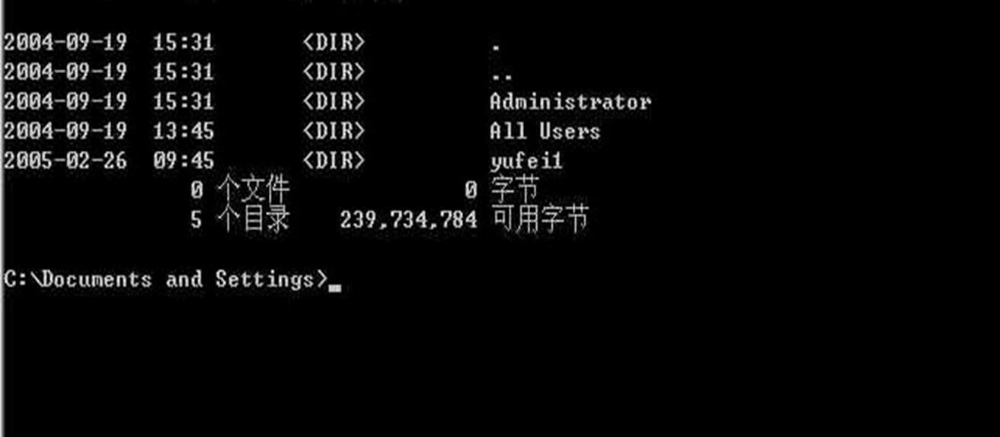 2004-09-19  15:31       <DIR>          .
2004-09-19  15:31       <DIR>          ..
2004-09-19  15:31       <DIR>          Administrator
2004-09-19  13:45       <DIR>          All Users
2005-02-26  09:45       <DIR>          yufei1
0 个文件 0 字节
5 个目录 239,734,784 可用字节
C:\Documents and Settings>_